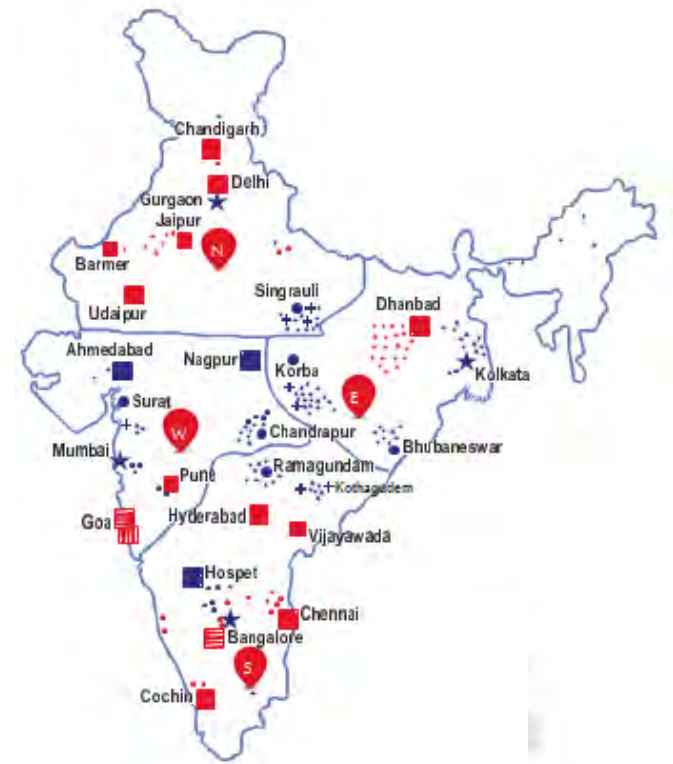 Chandigarh
Delhi
Gurgaon
Jaipur
N
Barmer
Udaipur
Singrauli
Dhanbad
Ahmedabad
Nagpur
Korba
Kolkata
Surat
E
W
Chandrapur
Bhubaneswar
Mumbai
Ramagundam
Pune
Kothagudem
Hyderabad
Goa
Vijayawada
Hospet
Chennai
Bangalore
S
Cochin